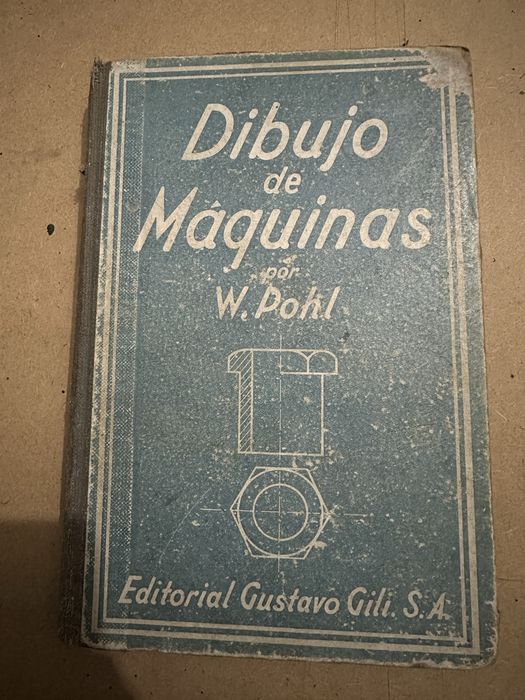 Dibujo
de
Máquinas
por
W. Pohl
Editorial Gustavo Gili. S.A.